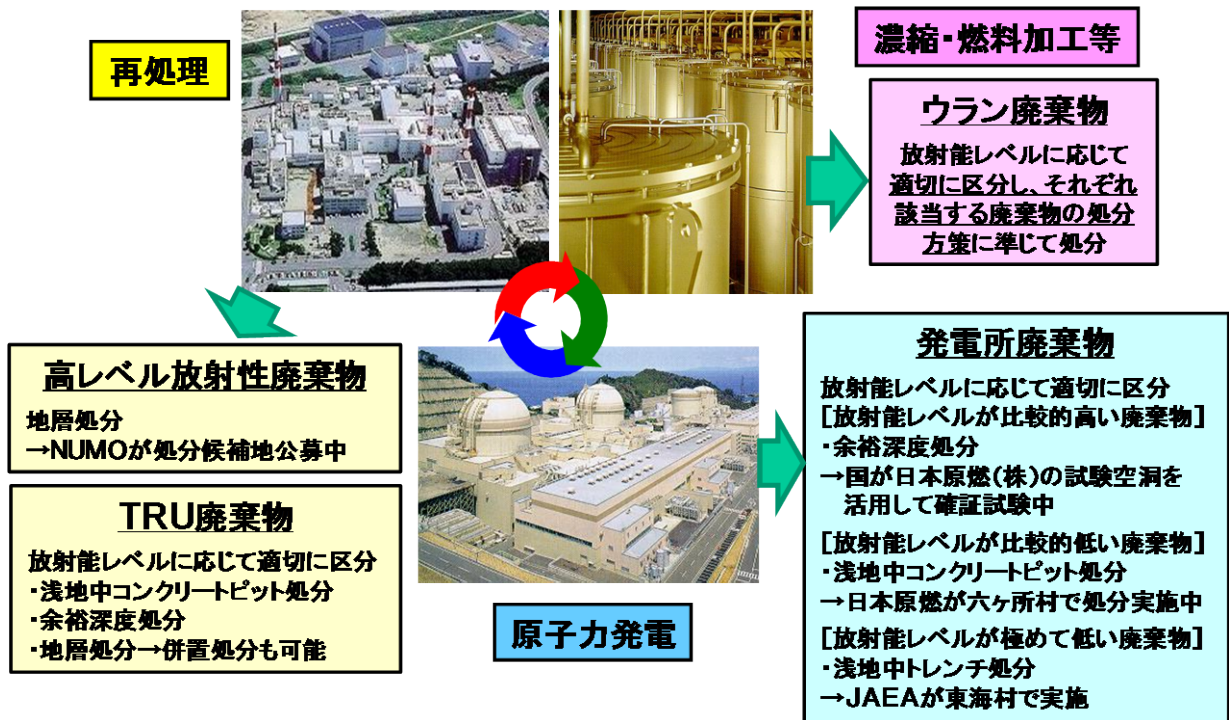 再処理
濃縮・燃料加工等
ウラン廃棄物
放射能レベルに応じて
適切に区分し、それぞれ
該当する廃棄物の処分
方策に準じて処分
高レベル放射性廃棄物
地層処分
→NUMOが処分候補地公募中
TRU廃棄物
放射能レベルに応じて適切に区分
・浅地中コンクリートピット処分
・余裕深度処分
・地層処分→併置処分も可能
原子力発電
発電所廃棄物
放射能レベルに応じて適切に区分
[放射能レベルが比較的高い廃棄物]
・余裕深度処分
→国が日本原燃(株)の試験空洞を
活用して確証試験中
[放射能レベルが比較的低い廃棄物]
・浅地中コンクリートピット処分
→日本原燃が六ヶ所村で処分実施中
[放射能レベルが極めて低い廃棄物]
・浅地中トレンチ処分
→JAEAが東海村で実施